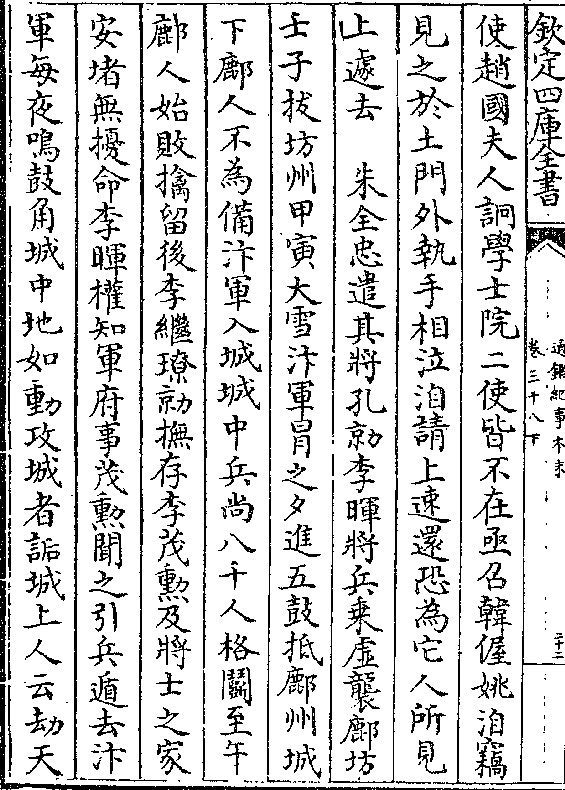 欽定四庫全書
通鑑紀事本末
卷三十八下
三十二
使趙國夫人詗學士院二使皆不在亟召韓偓姚洎竊
見之於土門外執手相泣洎請上速還恐為它人所見
上遽去　朱全忠遣其將孔勍李暉將兵乗虛襲鄜坊
壬子拔坊州甲寅大雪汴軍冒之夕進五鼓抵鄜州城
下鄜人不為備汴軍入城城中兵尚八千人格鬬至午
鄜人始敗擒留後李繼璙勍撫存李茂勲及將士之家
安堵無擾命李暉權知軍府事茂勲聞之引兵遁去汴
軍每夜鳴鼓角城中地如動攻城者詬城上人云劫天